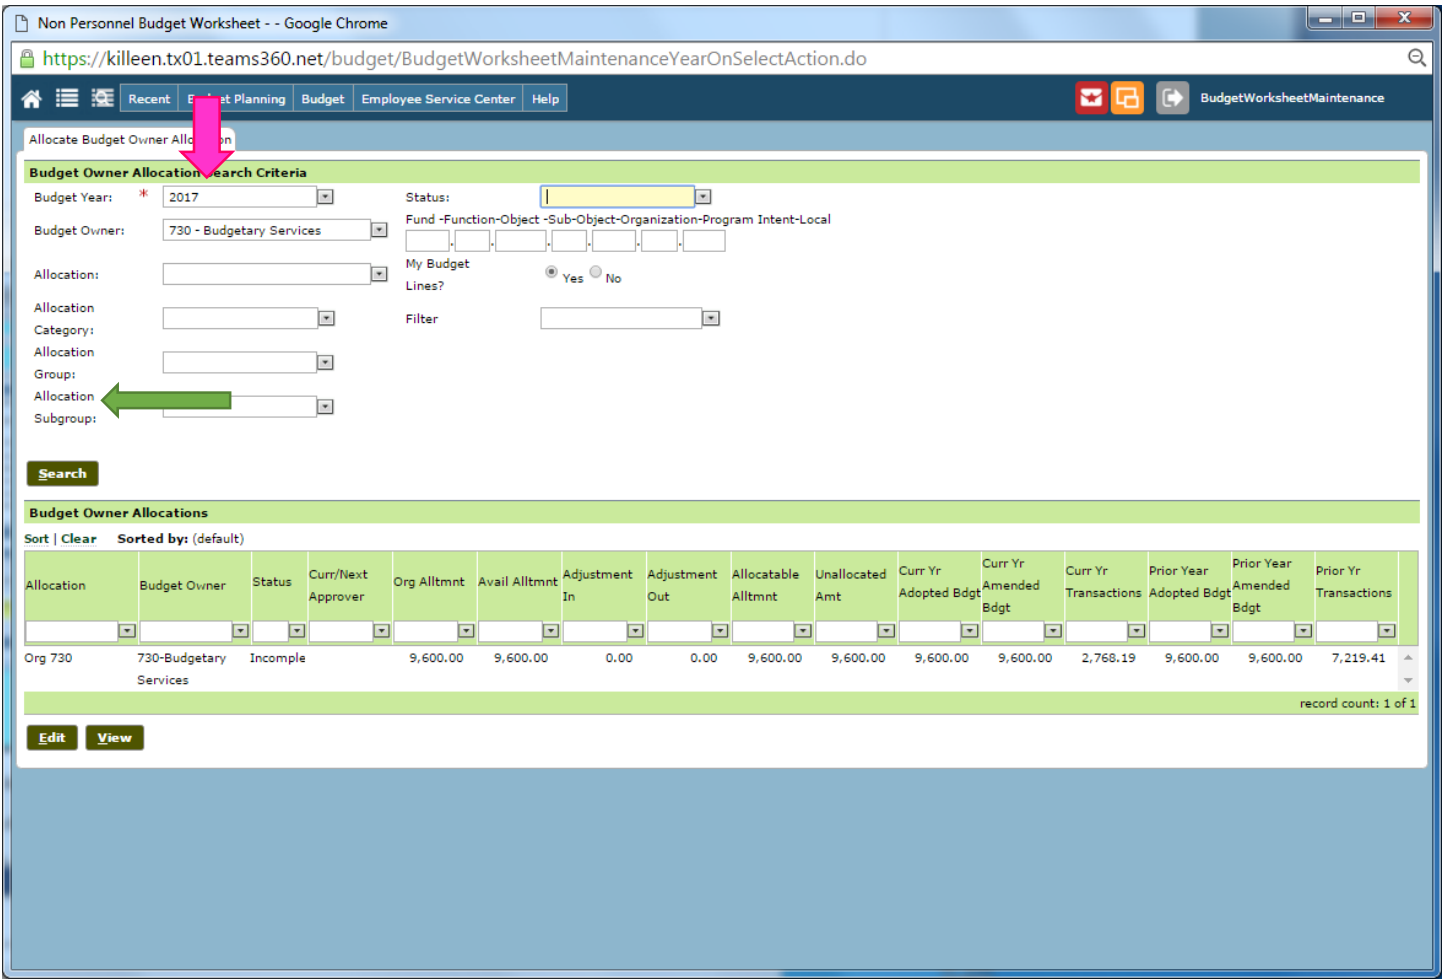 Non Personnel Budget Worksheet - - Google Chrome
https://killeen.tx01.teams360.net/budget/BudgetWorksheetMaintenanceYearOnSelectAction.do
Recent Planning Budget Employee Service Center Help BudgetWorksheetMaintenance
Allocate Budget Owner
Budget Owner Allocation Search Criteria
Budget Year: * 2017 Status:
Fund -Function-Object -Sub-Object-Organization-Program Intent-Local
Budget Owner: 730 - Budgetary Services
. . . . . .
My Budget
Lines?
Yes No
Allocation:
Allocation
Category:
Filter
Allocation
Group:
Allocation
Subgroup:
Search
Budget Owner Allocations
Sort | Clear Sorted by: (default)
Allocation Budget Owner Status Curr/Next Approver Org Alltmnt Avail Alltmnt Adjustment In Adjustment Out Allocatable Alltmnt Unallocated Amt Curr Yr Adopted Bdgt Curr Yr Amended Bdgt Curr Yr Transactions Prior Year Adopted Bdgt Prior Year Amended Bdgt Prior Yr Transactions
Org 730 730-Budgetary Services Incomple 9,600.00 9,600.00 0.00 0.00 9,600.00 9,600.00 9,600.00 9,600.00 2,768.19 9,600.00 9,600.00 7,219.41
record count: 1 of 1
Edit View